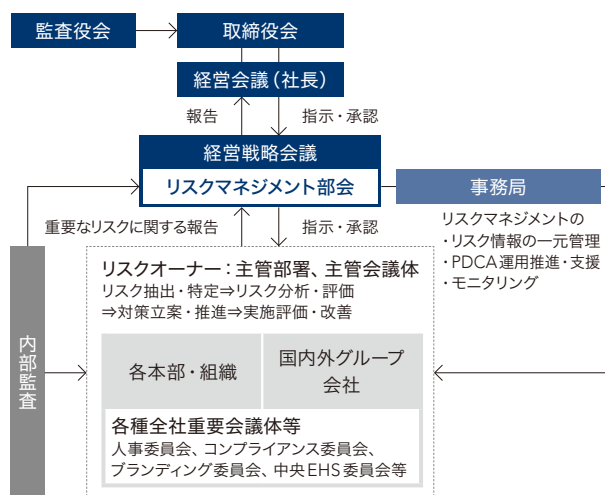 監査役会
取締役会
経営会議(社長)
報告
指示・承認
経営戦略会議
リスクマネジメント部会
事務局
重要なリスクに関する報告
指示・承認
リスクマネジメントの
・リスク情報の一元管理
・PDCA運用推進・支援
・モニタリング
内部監査
リスクオーナー:主管部署、主管会議体
リスク抽出・特定⇒リスク分析・評価
⇒対策立案・推進⇒実施評価・改善
各本部・組織
国内外グループ
会社
各種全社重要会議体等
人事委員会、コンプライアンス委員会、
ブランディング委員会、中央EHS委員会等